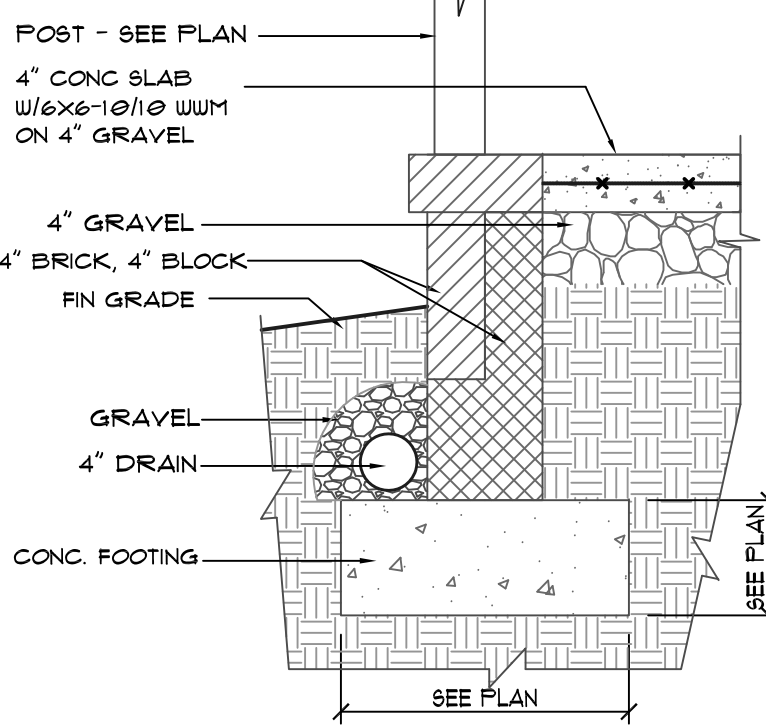 POST - SEE PLAN
4" CONC SLAB
W/6X6-10/10 WWM
ON 4" GRAVEL
4" GRAVEL
4" BRICK, 4" BLOCK
FIN GRADE
GRAVEL
4" DRAIN
CONC. FOOTING
SEE PLAN
SEE PLAN